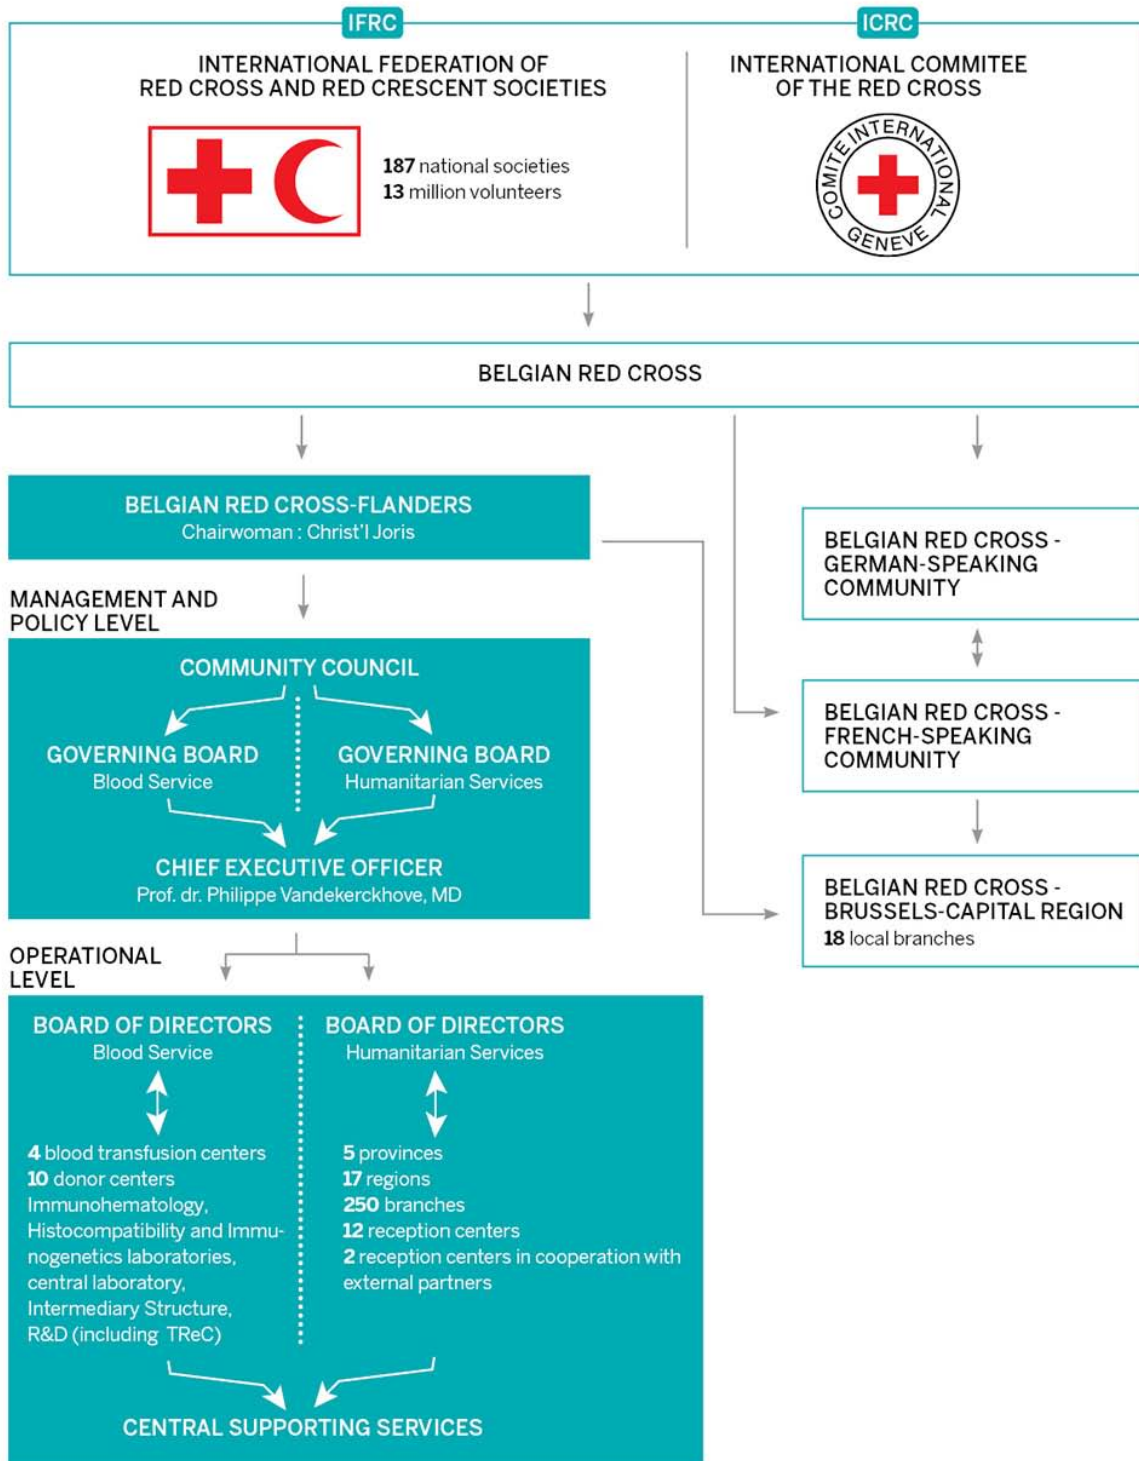 IFRC
ICRC
INTERNATIONAL FEDERATION OF
RED CROSS AND RED CRESCENT SOCIETIES
187 national societies
13 million volunteers
INTERNATIONAL COMMITEE
OF THE RED CROSS
COMITE INTERNATIONAL
GENEVE
BELGIAN RED CROSS
BELGIAN RED CROSS-FLANDERS
Chairwoman : Christ'l Joris
MANAGEMENT AND
POLICY LEVEL
COMMUNITY COUNCIL
GOVERNING BOARD
Blood Service
GOVERNING BOARD
Humanitarian Services
CHIEF EXECUTIVE OFFICER
Prof. dr. Philippe Vandekerckhove, MD
OPERATIONAL
LEVEL
BOARD OF DIRECTORS
Blood Service
4 blood transfusion centers
10 donor centers
Immunohematology,
Histocompatibility and Immu-
nogenetics laboratories,
central laboratory,
Intermediary Structure,
R&D (including TReC)
BOARD OF DIRECTORS
Humanitarian Services
5 provinces
17 regions
250 branches
12 reception centers
2 reception centers in cooperation with
external partners
CENTRAL SUPPORTING SERVICES
BELGIAN RED CROSS -
GERMAN-SPEAKING
COMMUNITY
BELGIAN RED CROSS -
FRENCH-SPEAKING
COMMUNITY
BELGIAN RED CROSS -
BRUSSELS-CAPITAL REGION
18 local branches